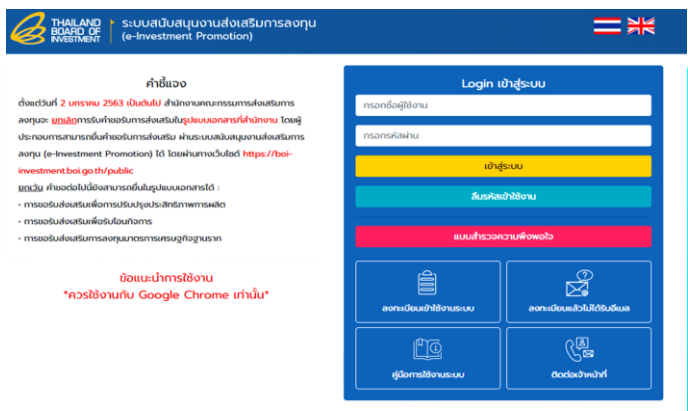 THAILAND
BOARD OF
INVESTMENT
ระบบสนับสนุนงานส่งเสริมการลงทุน
(e-Investment Promotion)
คำชี้แจง
ตั้งแต่วันที่ 2 มกราคม 2563 เป็นต้นไป สำนักงานคณะกรรมการส่งเสริมการ
ลงทุนจะ ยกเลิกการรับคำขอรับการส่งเสริมในรูปแบบเอกสารที่สำนักงาน โดยผู้
ประกอบการสามารถยื่นคำขอรับการส่งเสริม ผ่านระบบสนับสนุนงานส่งเสริมการ
ลงทุน (e-Investment Promotion) ได้ โดยผ่านทางเว็บไซต์ https://boi-
investment.boi.go.th/public
ยกเว้น คำขอต่อไปนี้ยังสามารถยื่นในรูปแบบเอกสารได้ :
- การขอรับส่งเสริมเพื่อการปรับปรุงประสิทธิภาพการผลิต
- การขอรับส่งเสริมเพื่อรับโอนกิจการ
- การขอรับส่งเสริมการลงทุนมาตรการเศรษฐกิจฐานราก
ข้อแนะนำการใช้งาน
*ควรใช้งานกับ Google Chrome เท่านั้น*
Login เข้าสู่ระบบ
กรอกชื่อผู้ใช้งาน
กรอกรหัสผ่าน
เข้าสู่ระบบ
ลืมรหัสเข้าใช้งาน
แบบสำรวจความพึงพอใจ
ลงทะเบียนเข้าใช้งานระบบ
ลงทะเบียนแล้วไม่ได้รับอีเมล
คู่มือการใช้งานระบบ
ติดต่อเจ้าหน้าที่